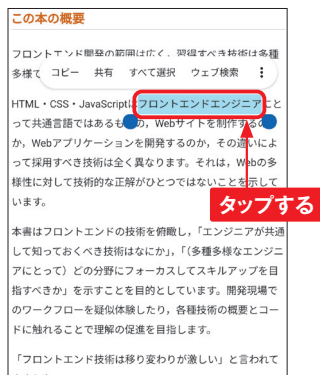 この本の概要
フロントエンド開発の範囲は広く，習得すべき技術は多種
多様で
コピー 共有 すべて選択 ウェブ検索
HTML・CSS・JavaScriptはフロントエンドエンジニアにと
って共通言語ではあるものの，Webサイトを制作するの
か，Webアプリケーションを開発するのか，その違いによ
って採用すべき技術は全く異なります。それは，Webの多
様性に対して技術的な正解がひとつではないことを示して
います。
タップする
本書はフロントエンドの技術を俯瞰し，「エンジニアが共通
して知っておくべき技術はなにか」，「（多種多様なエンジニ
アにとって）どの分野にフォーカスしてスキルアップを目
指すべきか」を示すことを目的としています。開発現場で
のワークフローを疑似体験したり，各種技術の概要とコー
ドに触れることで理解の促進を目指します。
「フロントエンド技術は移り変わりが激しい」と言われて